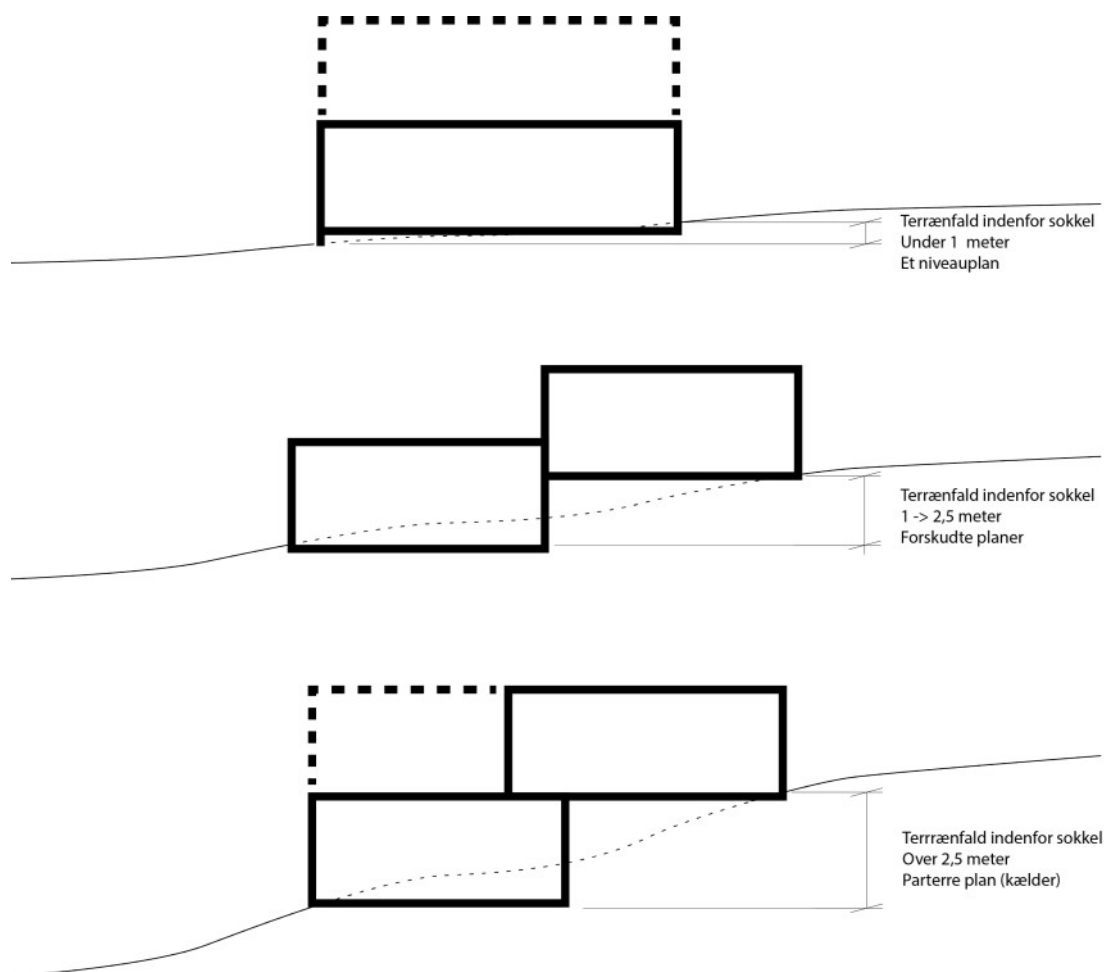 Terrænfald indenfor sokkel
Under 1 meter
Et niveauplan
Terrænfald indenfor sokkel
1 -> 2,5 meter
Forskudte planer
Terrrænfald indenfor sokkel
Over 2,5 meter
Parterre plan (kælder)